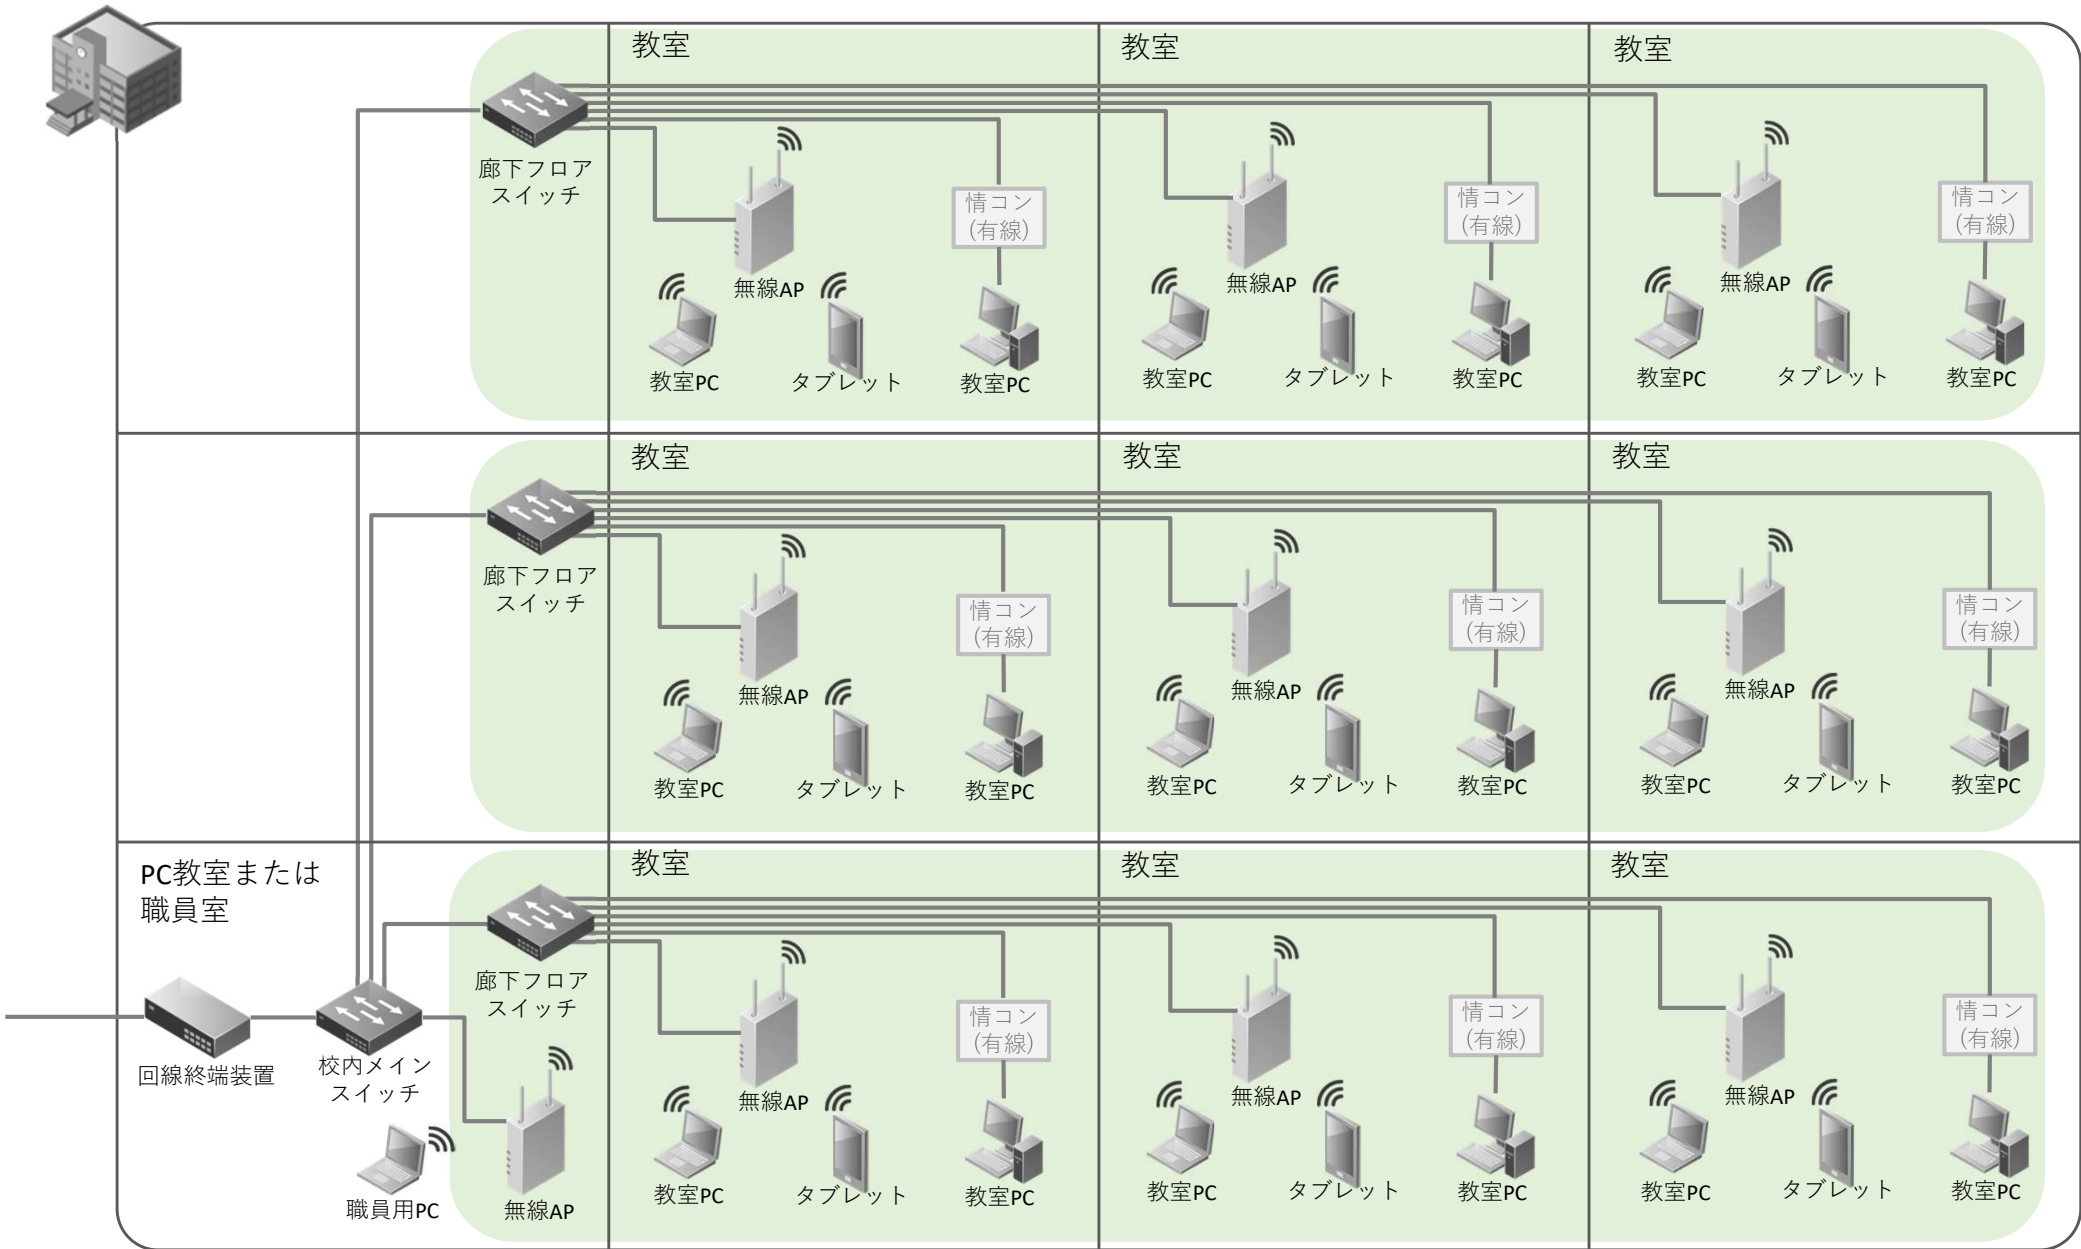 教室
教室
教室
廊下フロア
スイッチ
情コン
(有線)
情コン
(有線)
情コン
(有線)
無線AP
無線AP
無線AP
教室PC
タブレット
教室PC
教室PC
タブレット
教室PC
教室PC
タブレット
教室PC
教室
教室
教室
廊下フロア
スイッチ
情コン
(有線)
情コン
(有線)
情コン
(有線)
無線AP
無線AP
無線AP
教室PC
タブレット
教室PC
教室PC
タブレット
教室PC
教室PC
タブレット
教室PC
PC教室または
職員室
教室
教室
教室
廊下フロア
スイッチ
情コン
(有線)
情コン
(有線)
情コン
(有線)
回線終端装置
校内メイン
スイッチ
無線AP
無線AP
無線AP
職員用PC
無線AP
教室PC
タブレット
教室PC
教室PC
タブレット
教室PC
教室PC
タブレット
教室PC